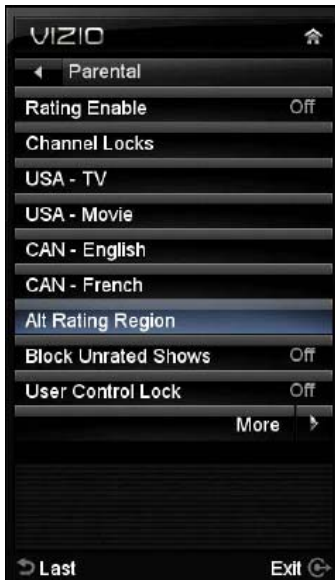 VIZIO
Parental
Rating Enable Off
Channel Locks
USA - TV
USA - Movie
CAN - English
CAN - French
Alt Rating Region
Block Unrated Shows Off
User Control Lock Off
More
Last Exit